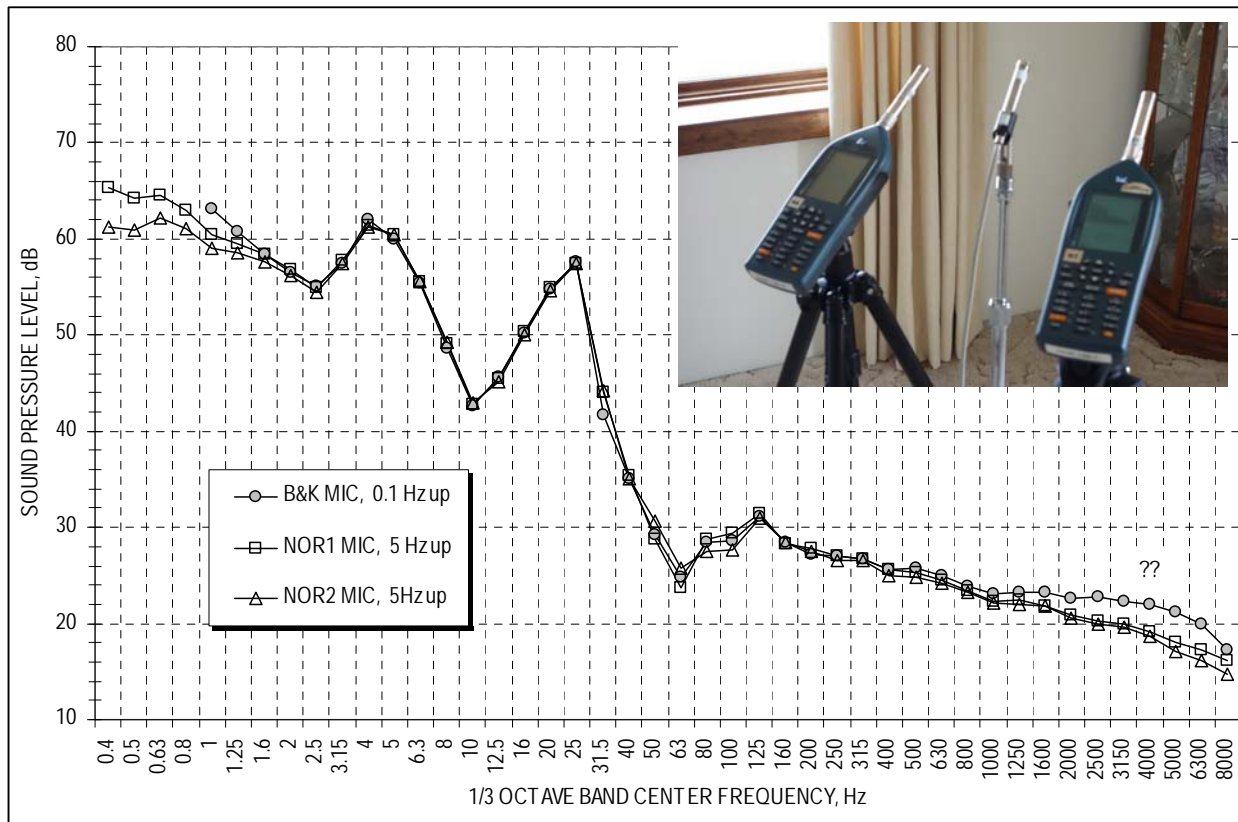 80
70
60
50
40
30
20
10
SOUND PRESSURE LEVEL, dB
B&K MIC, 0.1 Hz up
NOR1 MIC, 5 Hz up
NOR2 MIC, 5Hz up
??
0.4 0.5 0.63 0.8 1 1.25 1.6 2 2.5 3.15 4 5 6.3 8 10 12.5 16 20 25 31.5 40 50 63 80 100 125 160 200 250 315 400 500 630 800 1000 1250 1600 2000 2500 3150 4000 5000 6300 8000
1/3 OCTAVE BAND CENTER FREQUENCY, Hz